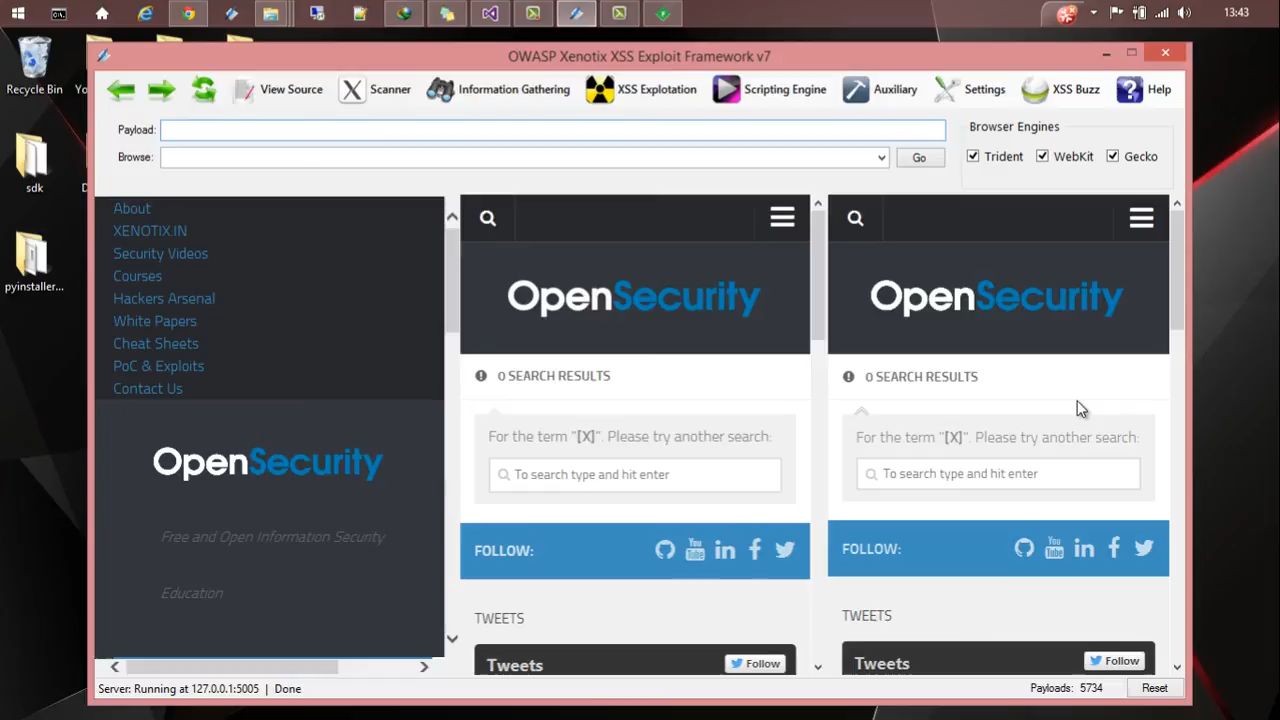 13:43
OWASP Xenotix XSS Exploit Framework v7
Recycle Bin
View Source
Scanner
Information Gathering
XSS Explotation
Scripting Engine
Auxiliary
Settings
XSS Buzz
Help
Payload:
Browse:
Go
Browser Engines
Trident
WebKit
Gecko
sdk
pyinstaller...
About
XENOTIX.IN
Security Videos
Courses
Hackers Arsenal
White Papers
Cheat Sheets
PoC & Exploits
Contact Us
OpenSecurity
Free and Open Information Security
Education
OpenSecurity
0 SEARCH RESULTS
For the term "[X]". Please try another search:
To search type and hit enter
FOLLOW:
You
Tube
TWEETS
Tweets
Follow
OpenSecurity
0 SEARCH RESULTS
For the term "[X]". Please try another search:
To search type and hit enter
FOLLOW:
You
Tube
TWEETS
Tweets
Follow
Server: Running at 127.0.0.1:5005 | Done
Payloads: 5734
Reset